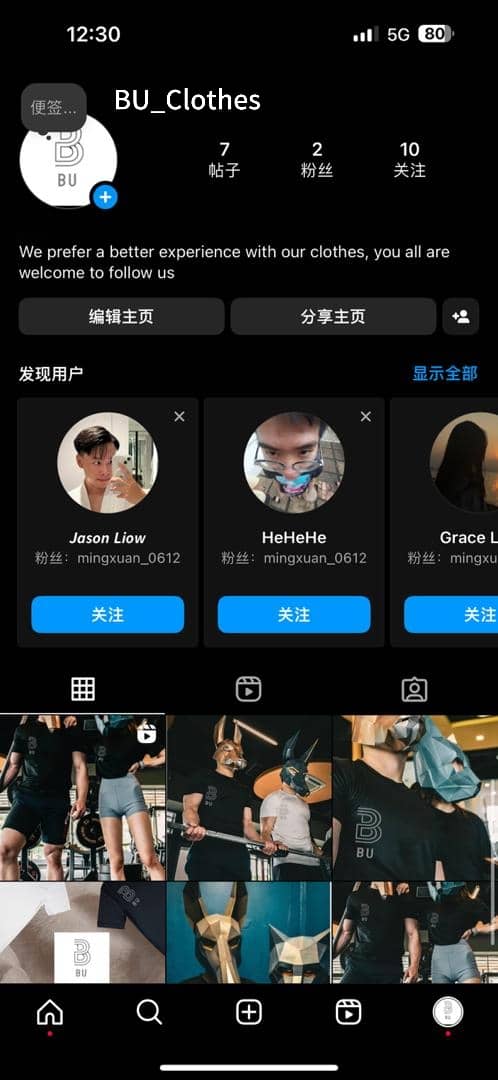 12:30
5G 80
便签...
BU_Clothes
BU
7 2 10
帖子 粉丝 关注
We prefer a better experience with our clothes, you all are
welcome to follow us
编辑主页 分享主页
发现用户 显示全部
Jason Liow HeHeHe Grace L
粉丝：mingxuan_0612 粉丝：mingxuan_0612 粉丝：mingxu
关注 关注 关注
BU
BU
BU